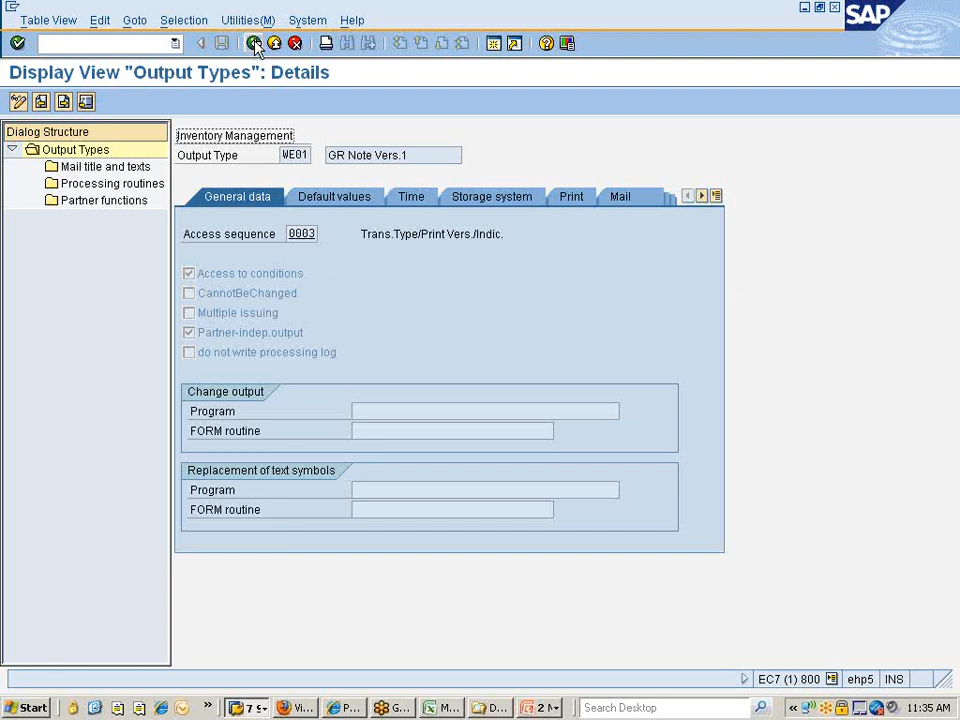 Table View Edit Goto Selection Utilities(M) System Help
SAP
Display View "Output Types": Details
Dialog Structure
Output Types
Mail title and texts
Processing routines
Partner functions
Inventory Management
Output Type WE01 GR Note Vers.1
General data Default values Time Storage system Print Mail
Access sequence 0003 Trans.Type/Print Vers./Indic.
Access to conditions
CannotBeChanged
Multiple issuing
Partner-indep.output
do not write processing log
Change output
Program
FORM routine
Replacement of text symbols
Program
FORM routine
EC7 (1) 800 ehp5 INS
Start » 7 S Vi... P... G... M... D... 2 M Search Desktop « 11:35 AM